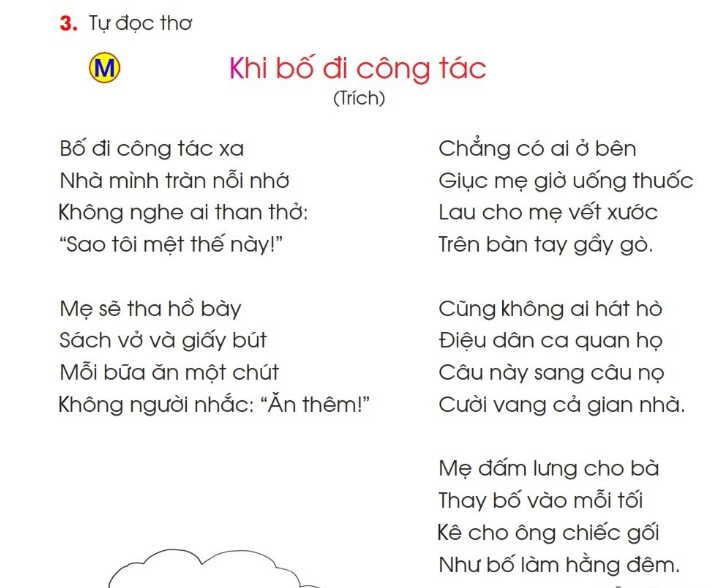 3. Tự đọc thơ
M
Khi bố đi công tác
(Trích)
Bố đi công tác xa
Nhà mình tràn nỗi nhớ
Không nghe ai than thở:
“Sao tôi mệt thế này!”
Mẹ sẽ tha hồ bày
Sách vở và giấy bút
Mỗi bữa ăn một chút
Không người nhắc: “Ăn thêm!”
Chẳng có ai ở bên
Giục mẹ giờ uống thuốc
Lau cho mẹ vết xước
Trên bàn tay gầy gò.
Cũng không ai hát hò
Điệu dân ca quan họ
Câu này sang câu nọ
Cười vang cả gian nhà.
Mẹ đấm lưng cho bà
Thay bố vào mỗi tối
Kê cho ông chiếc gối
Như bố làm hằng đêm.